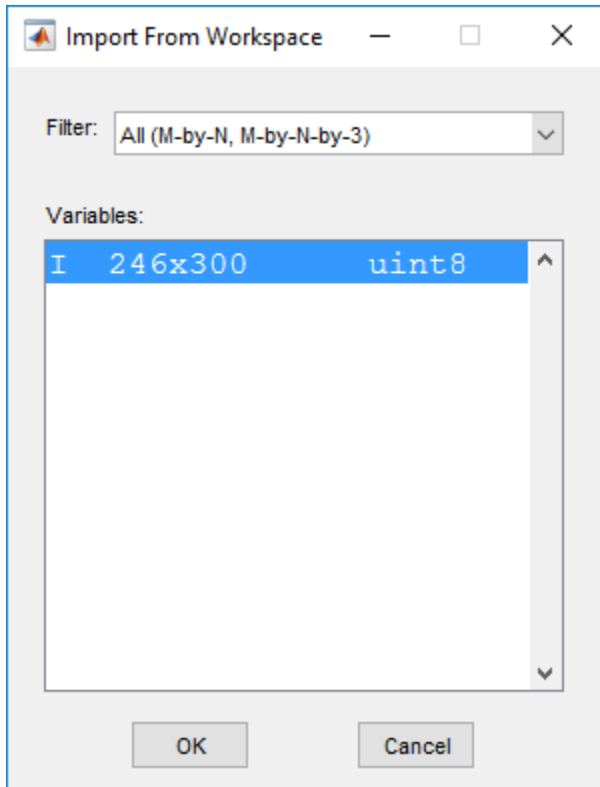 Import From Workspace
Filter: All (M-by-N, M-by-N-by-3)
Variables:
I 246x300 uint8
OK Cancel